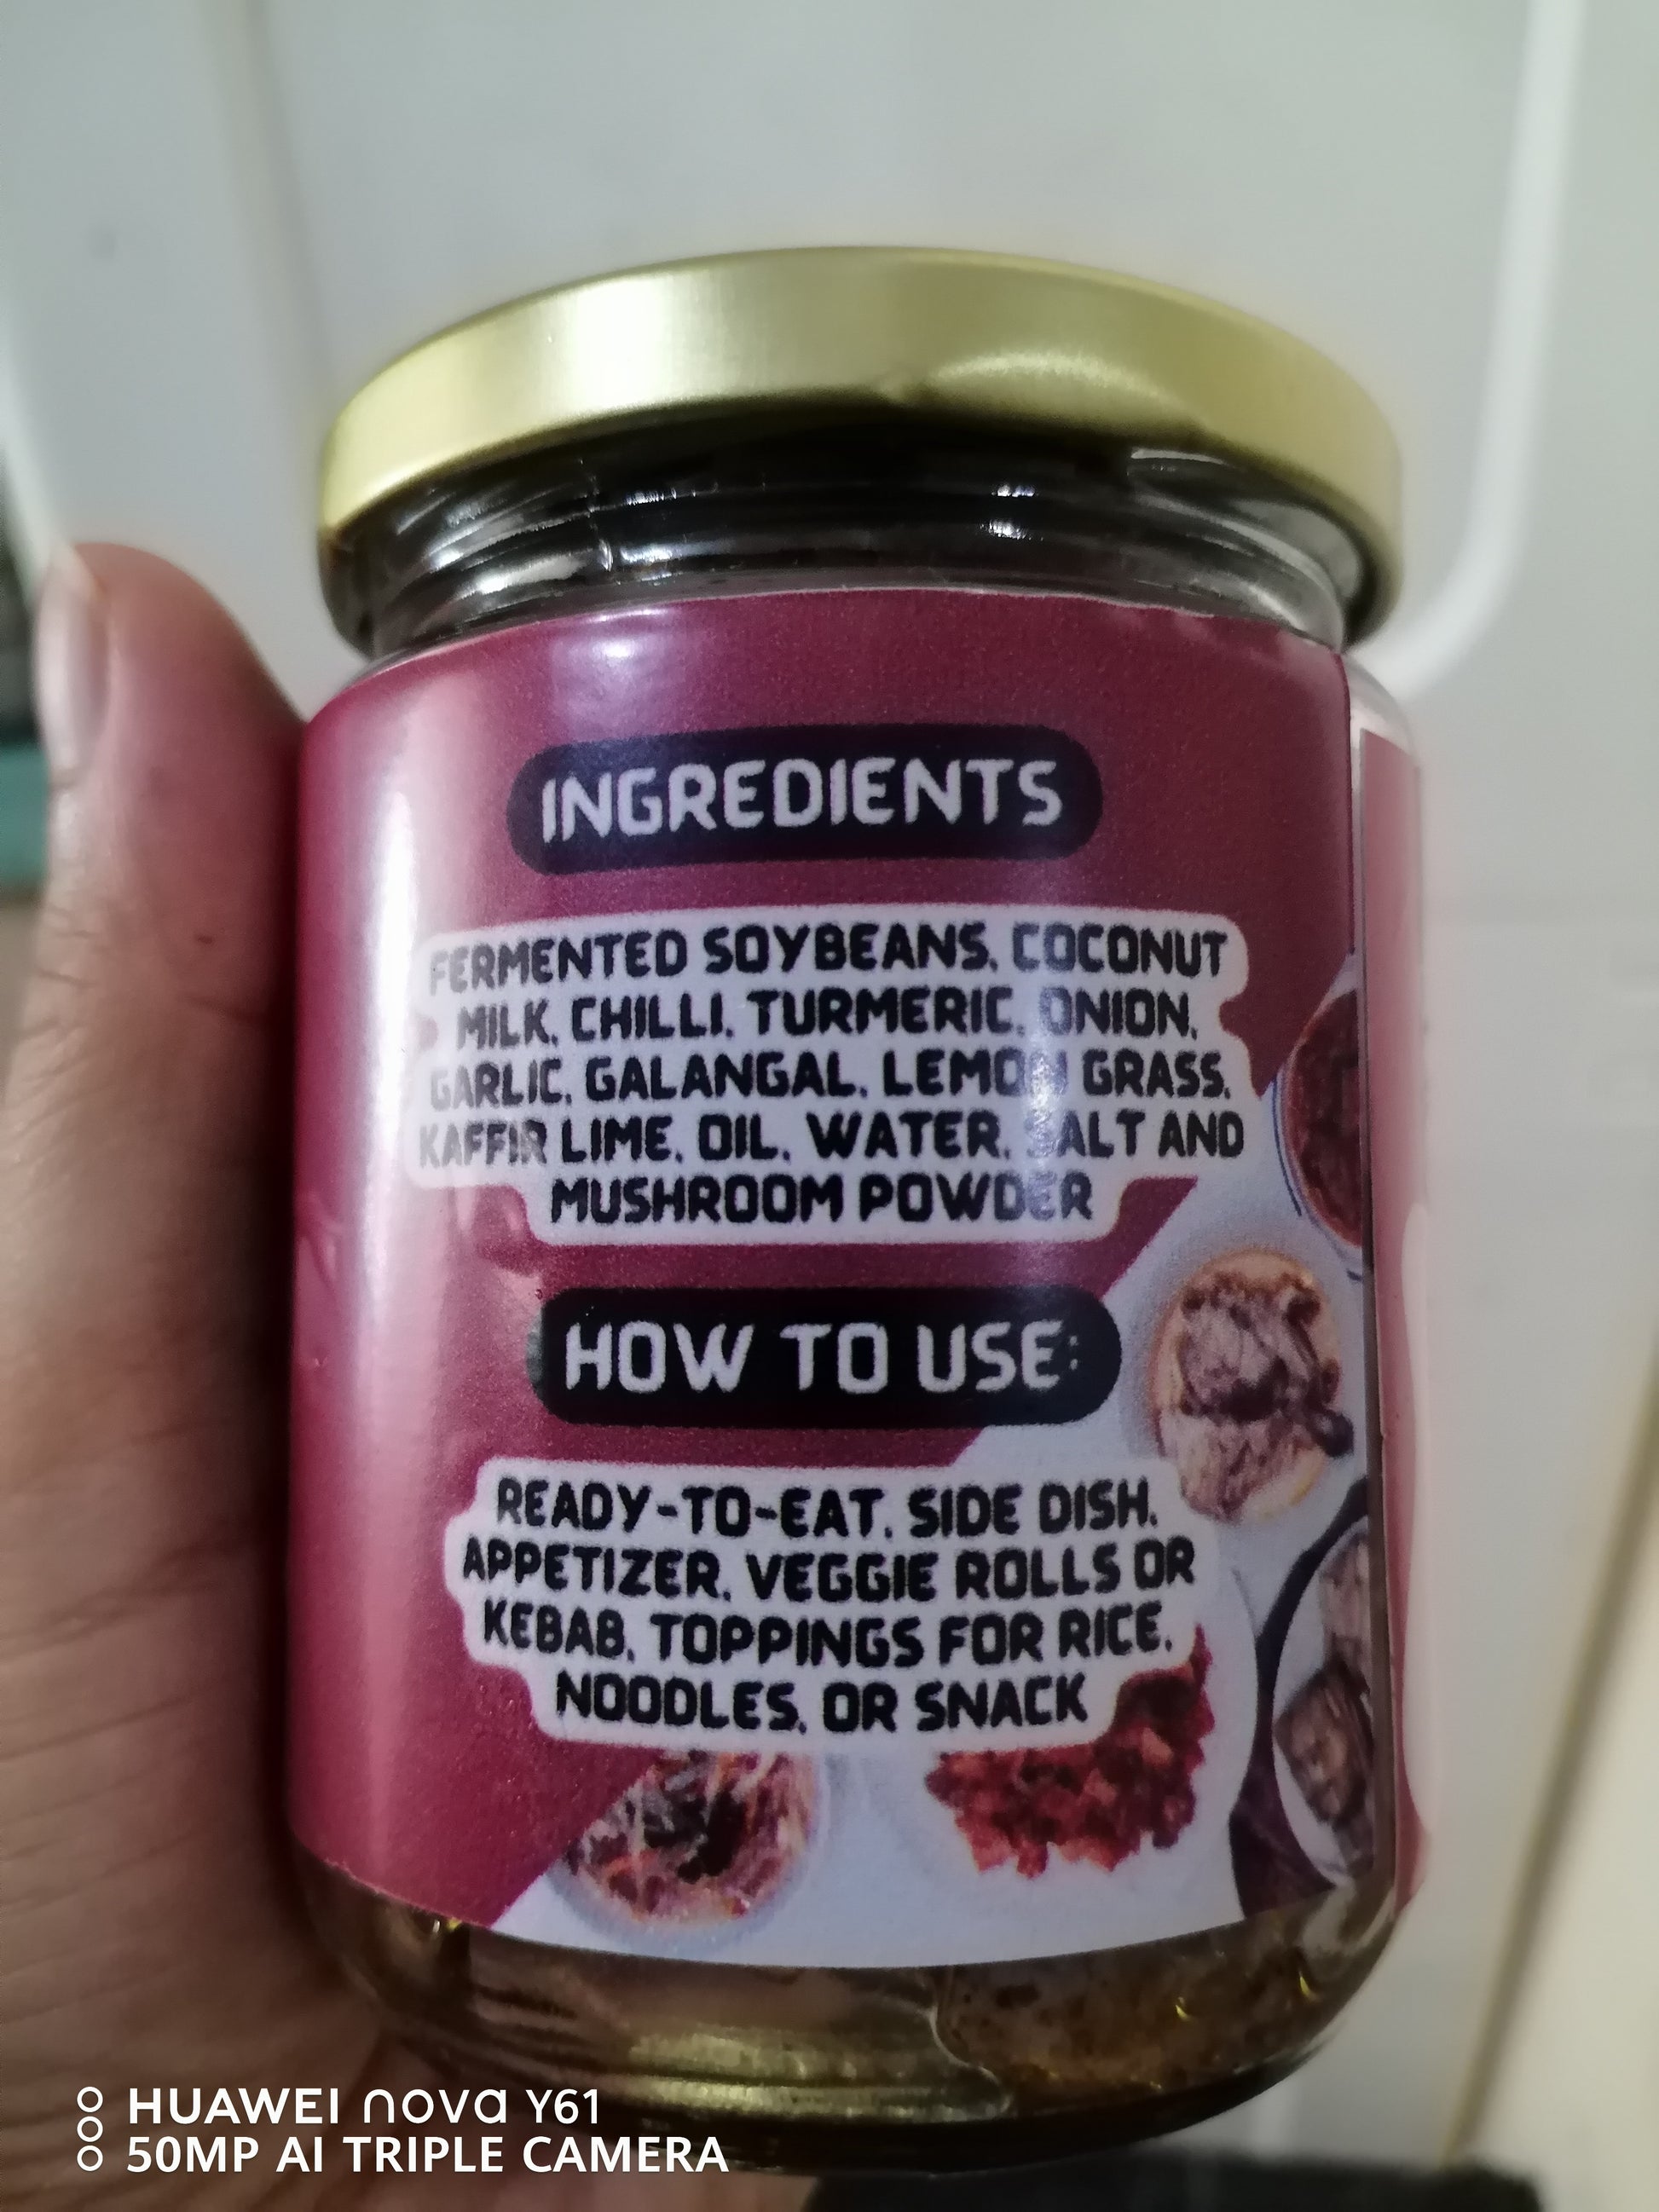 INGREDIENTS
FERMENTED SOYBEANS, COCONUT
MILK, CHILLI, TURMERIC, ONION,
GARLIC, GALANGAL, LEMON GRASS,
KAFFIR LIME, OIL, WATER, SALT AND
MUSHROOM POWDER
HOW TO USE:
READY-TO-EAT, SIDE DISH,
APPETIZER, VEGGIE ROLLS OR
KEBAB, TOPPINGS FOR RICE,
NOODLES, OR SNACK
HUAWEI nova Y61
50MP AI TRIPLE CAMERA